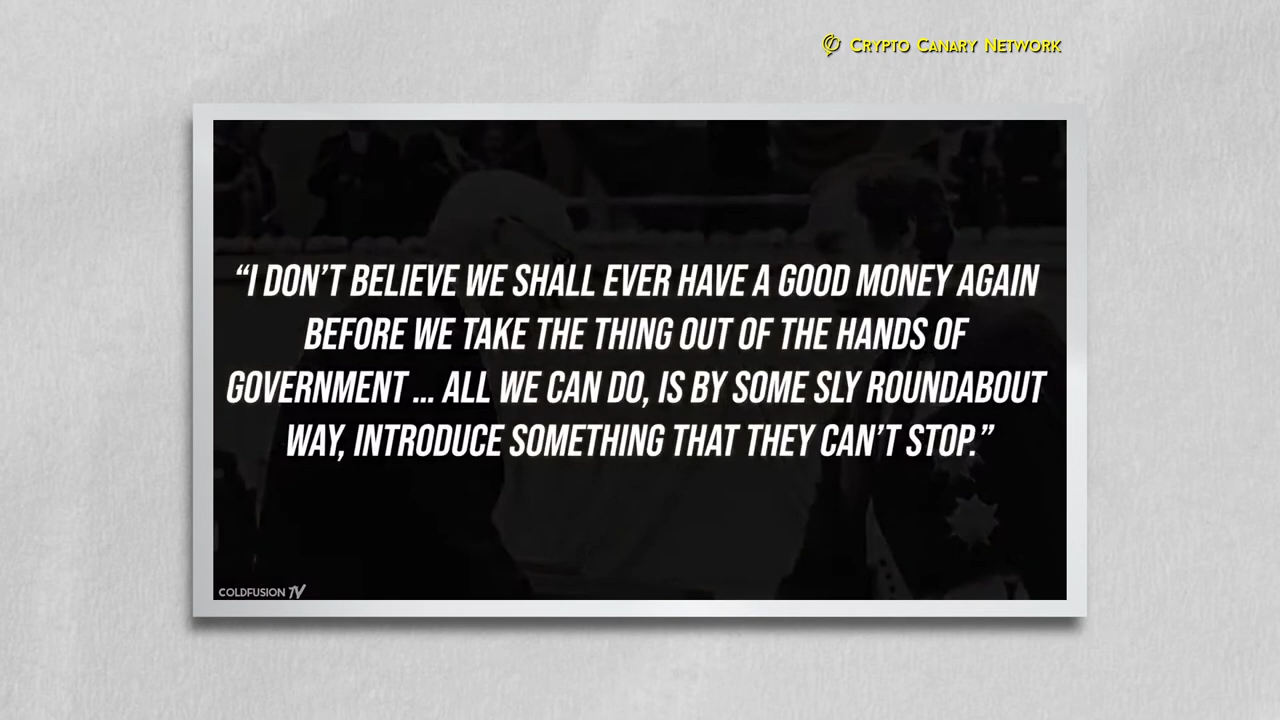 CRYPTO CANARY NETWORK
“I DON’T BELIEVE WE SHALL EVER HAVE A GOOD MONEY AGAIN
BEFORE WE TAKE THE THING OUT OF THE HANDS OF
GOVERNMENT ... ALL WE CAN DO, IS BY SOME SLY ROUNDABOUT
WAY, INTRODUCE SOMETHING THAT THEY CAN’T STOP.”
COLDFUSION TV